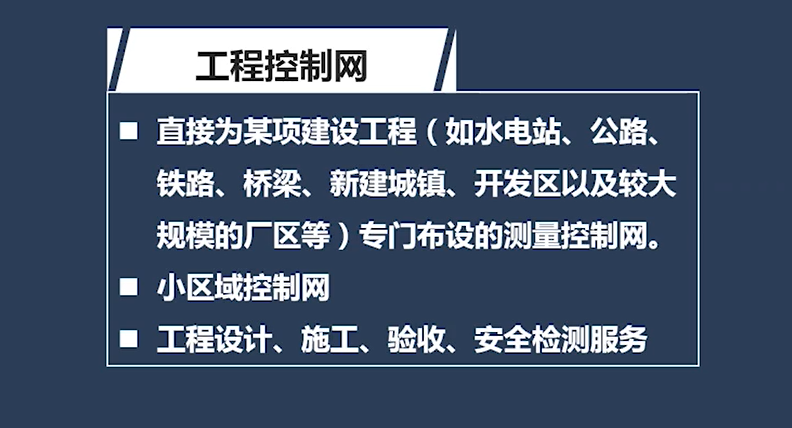 工程控制网
■ 直接为某项建设工程（如水电站、公路、
铁路、桥梁、新建城镇、开发区以及较大
规模的厂区等）专门布设的测量控制网。
■ 小区域控制网
■ 工程设计、施工、验收、安全检测服务